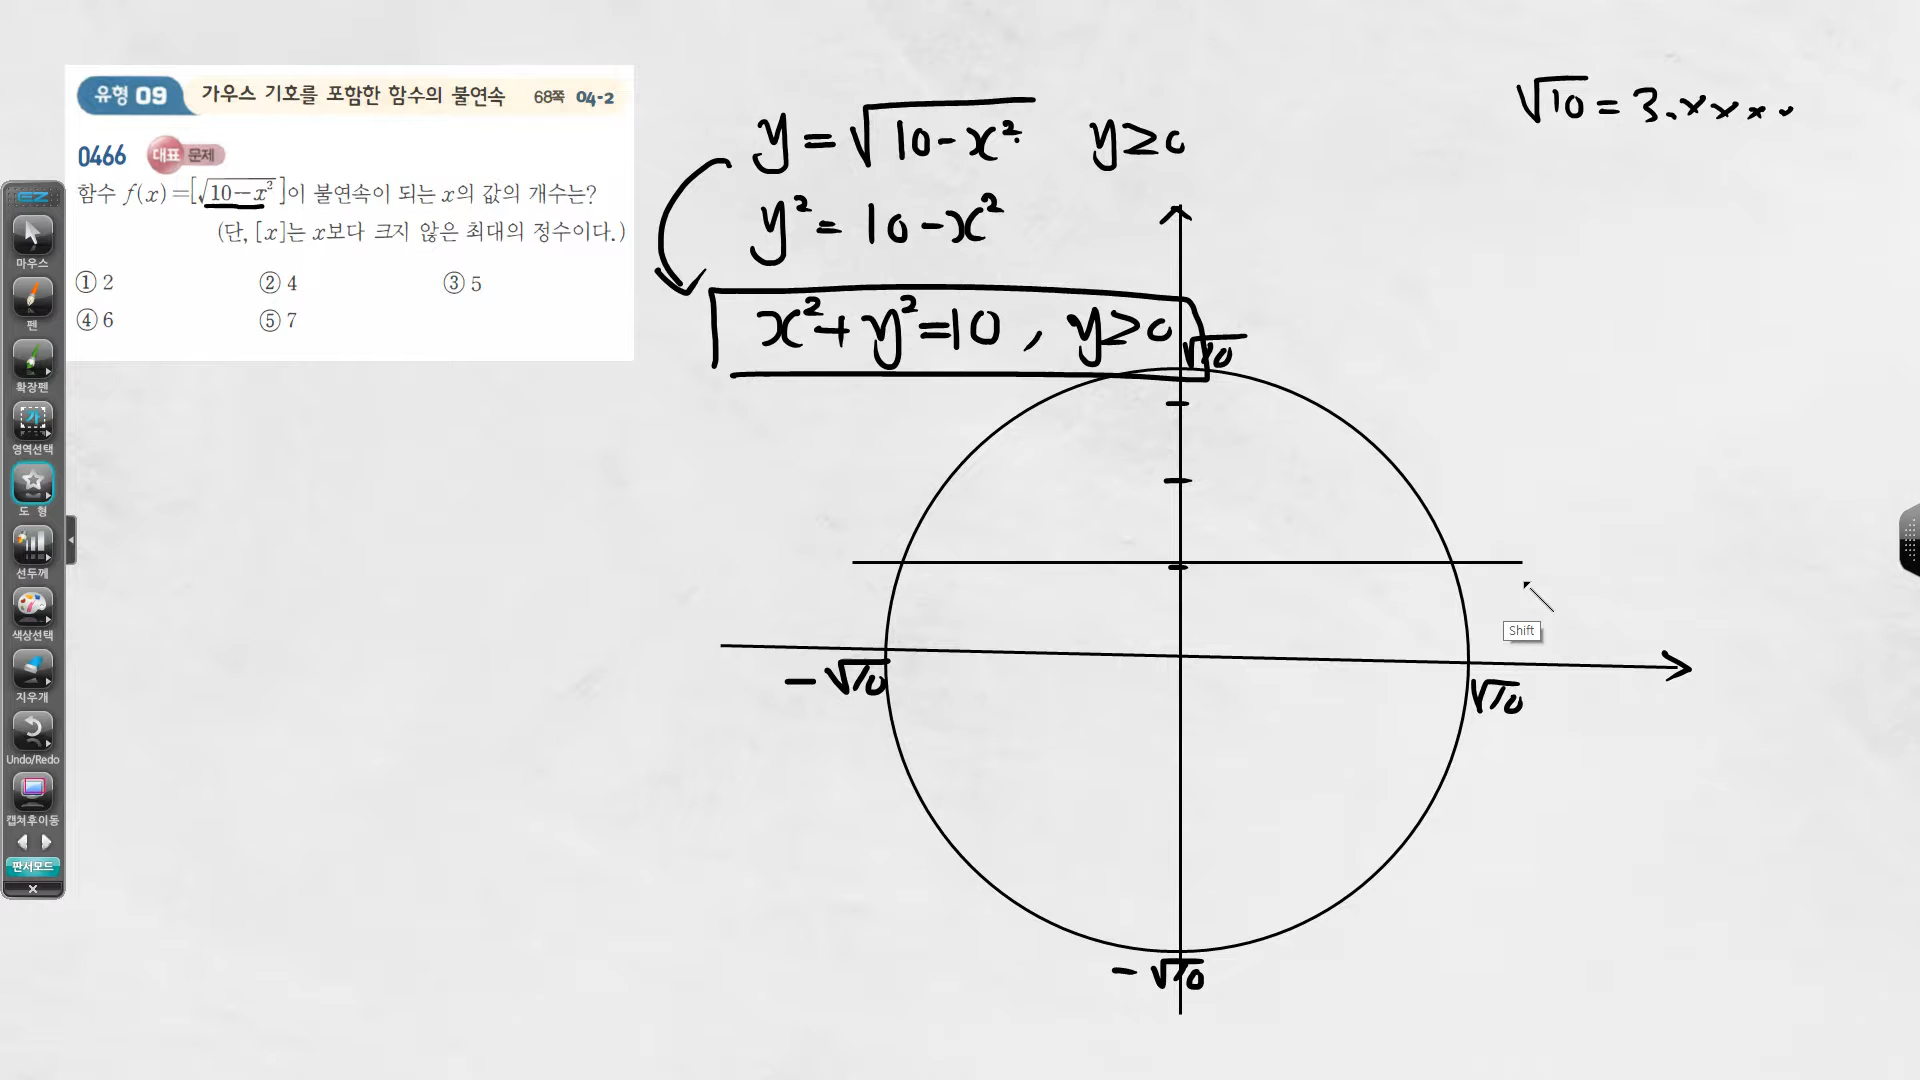 유형 09 가우스 기호를 포함한 함수의 불연속 68쪽 04-2
0466 대표 문제
함수 f(x)=[√10−x²]이 불연속이 되는 x의 값의 개수는?
(단, [x]는 x보다 크지 않은 최대의 정수이다.)
① 2 ② 4 ③ 5
④ 6 ⑤ 7
y = √10-x² y≥0
y² = 10-x²
x²+y²=10, y≥0
√10 = 3.××××
√10
-√10
√10
-√10
Shift
EZ
마우스
펜
확장펜
가
영역선택
도 형
선두께
색상선택
지우개
Undo/Redo
캡쳐후이동
판서모드
×